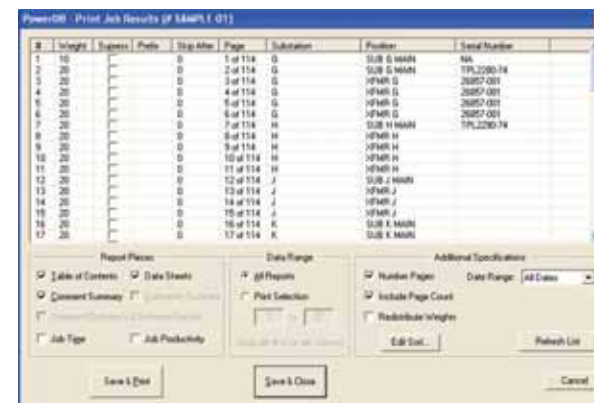 PowerDB - Print Job Results (# SAMPLE-01)
# Weight Supress Prefix Skip After Page Substation Position Serial Number
1 10 0 1 of 114 G SUB G MAIN NA
2 20 0 2 of 114 G SUB G MAIN TPL2280-74
3 20 0 3 of 114 G XFMR G 26857-001
4 20 0 4 of 114 G XFMR G 26857-001
5 20 0 5 of 114 G XFMR G 26857-001
6 20 0 6 of 114 G XFMR G 26857-001
7 20 0 7 of 114 H SUB H MAIN TPL2280-74
8 20 0 8 of 114 H XFMR H
9 20 0 9 of 114 H XFMR H
10 20 0 10 of 114 H XFMR H
11 20 0 11 of 114 H XFMR H
12 20 0 12 of 114 J SUB J MAIN
13 20 0 13 of 114 J XFMR J
14 20 0 14 of 114 J XFMR J
15 20 0 15 of 114 J XFMR J
16 20 0 16 of 114 K SUB K MAIN
17 20 0 17 of 114 K SUB K MAIN
Report Pieces Date Range Additional Specifications
Table of Contents Data Sheets All Reports Number Pages Date Range: All Dates
Comment Summary Print Selection Include Page Count
Redistribute Weights
Job Type Job Productivity Edit Sort... Refresh List
Save & Print Save & Close Cancel